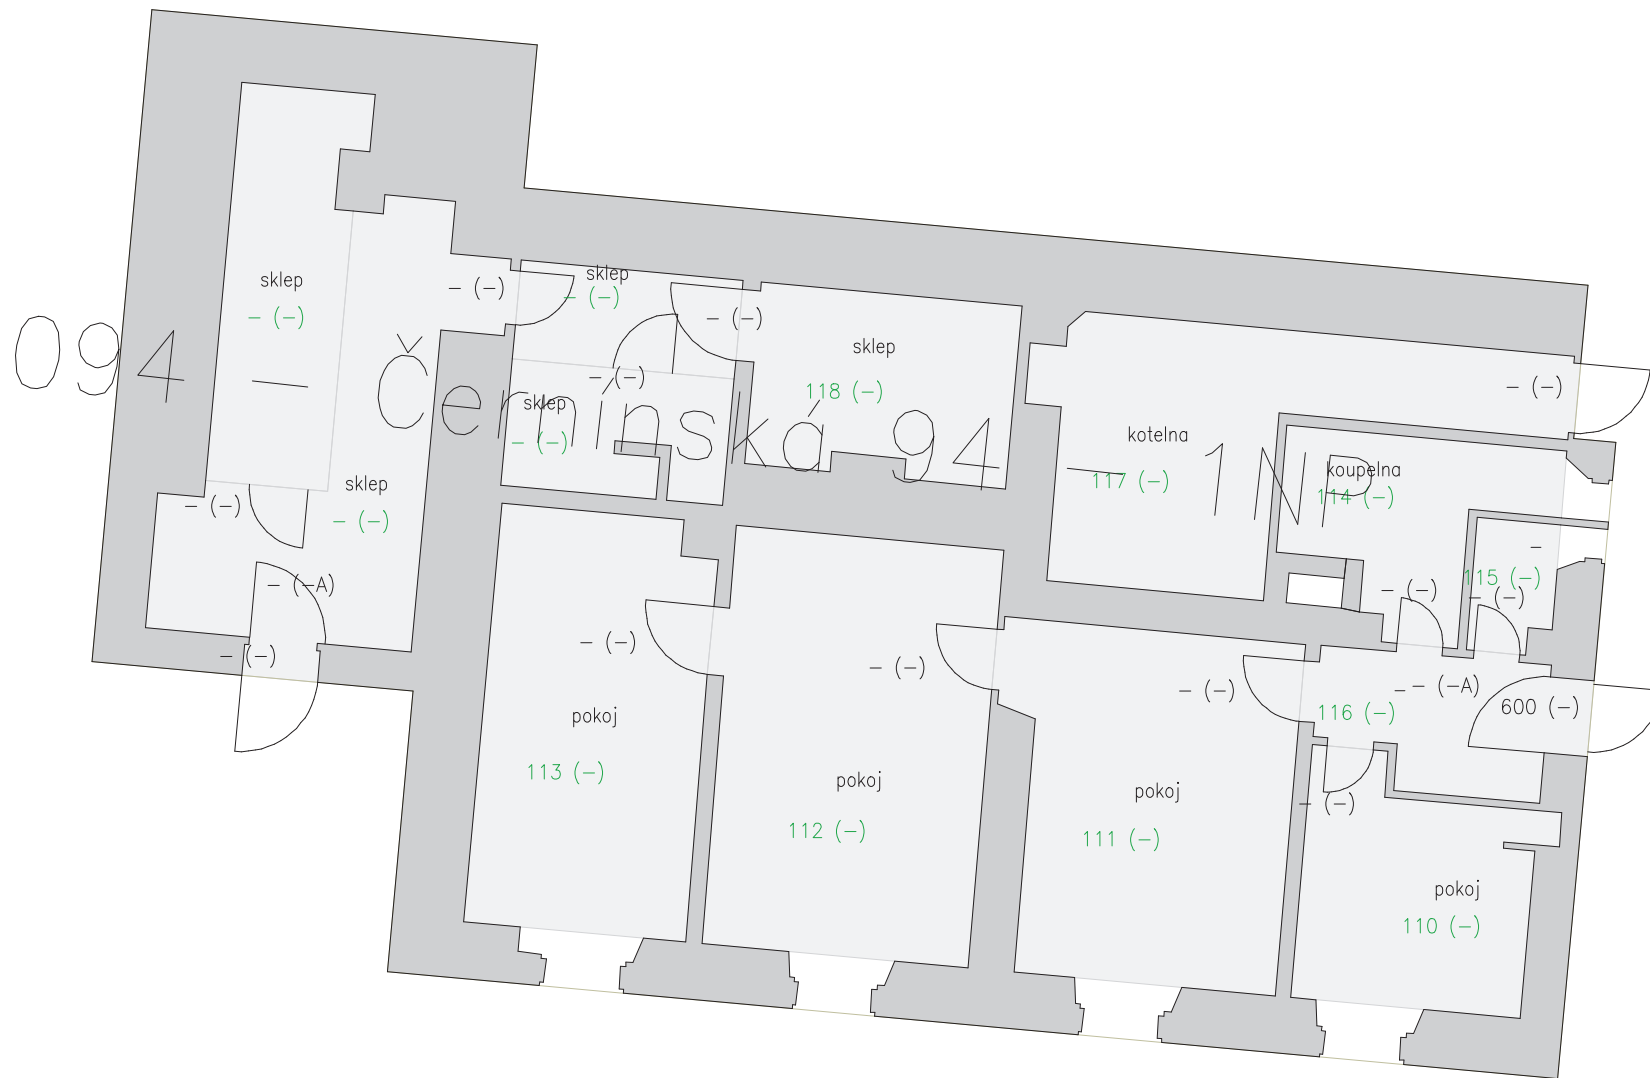 094 – Černínská 94 – 1NP
sklep
– (–)
sklep
– (–)
– (–)
– (–)
sklep
118 (–)
– (–)
sklep
– (–)
– (–)
kotelna
117 (–)
koupelna
114 (–)
sklep
– (–)
– (–)
– (–A)
– (–)
–
115 (–)
– (–)
– (–)
– (–)
– (–)
– (–)
– – (–A)
116 (–)
600 (–)
pokoj
113 (–)
pokoj
112 (–)
pokoj
111 (–)
– (–)
pokoj
110 (–)